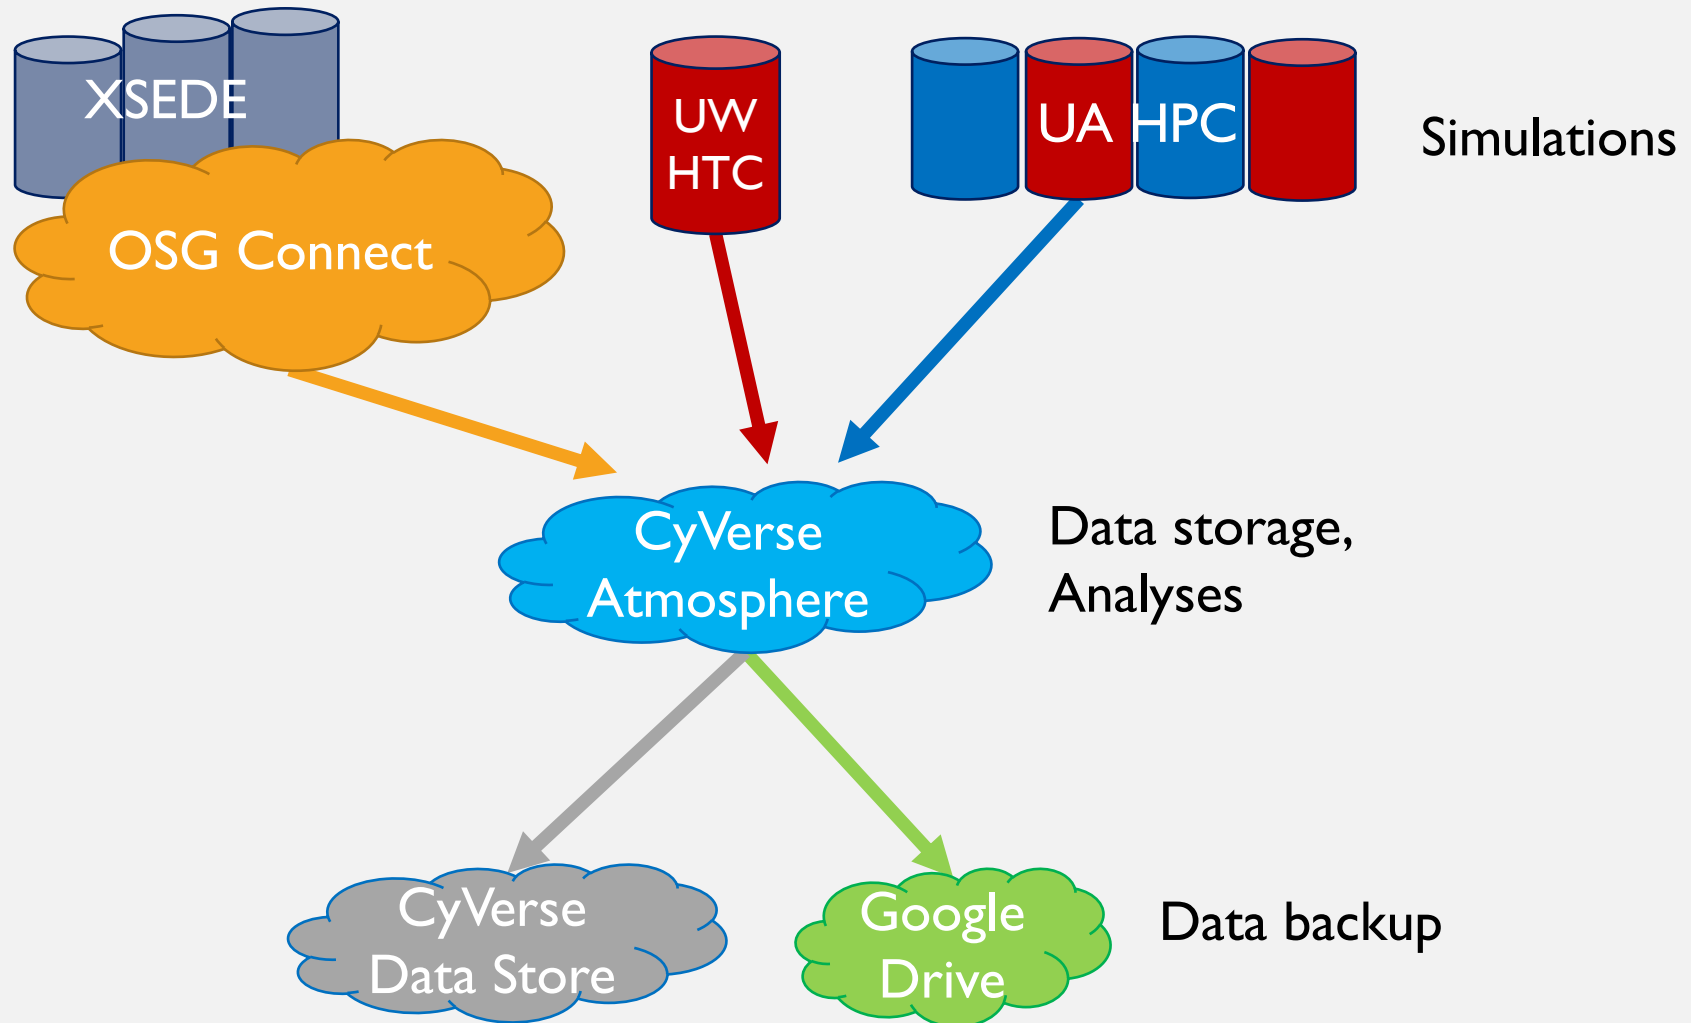 XSEDE
OSG Connect
UW
HTC
UA HPC
Simulations
CyVerse
Atmosphere
Data storage,
Analyses
CyVerse
Data Store
Google
Drive
Data backup